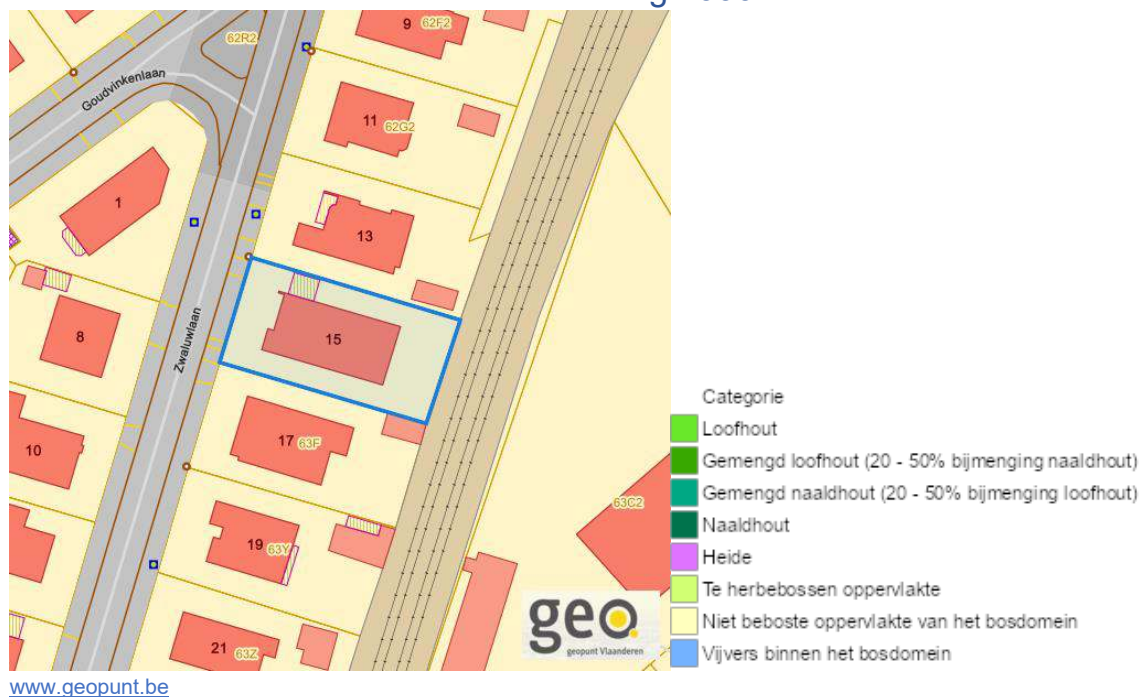 9 62F2
62R2
Goudvinkenlaan
11 62G2
1
13
15
Zwaluwlaan
8
17 63F
10
63C2
19 63Y
21 63Z
geo.
geopunt Vlaanderen
Categorie
Loofhout
Gemengd loofhout (20 - 50% bijmenging naaldhout)
Gemengd naaldhout (20 - 50% bijmenging loofhout)
Naaldhout
Heide
Te herbebossen oppervlakte
Niet beboste oppervlakte van het bosdomein
Vijvers binnen het bosdomein
www.geopunt.be